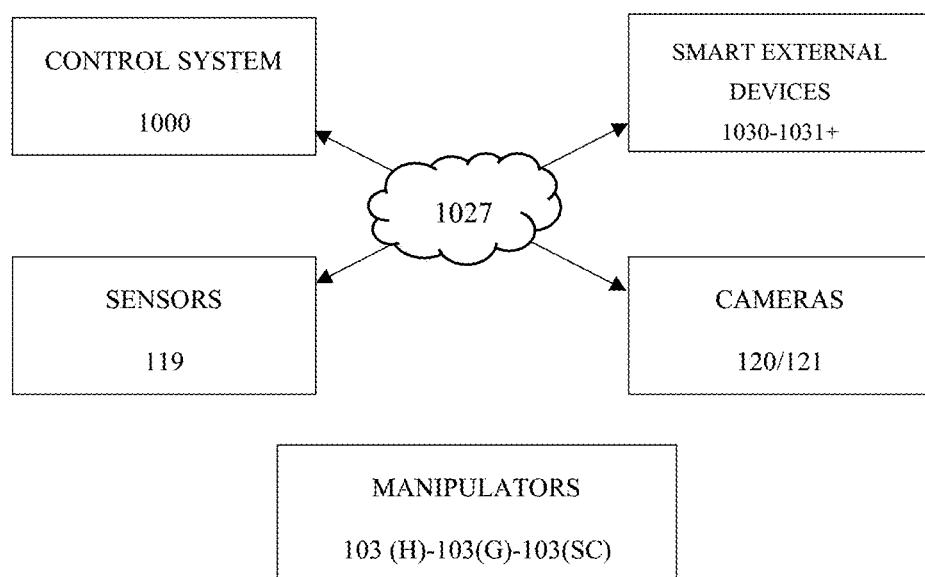 CONTROL SYSTEM
1000
SMART EXTERNAL
DEVICES
1030-1031+
1027
SENSORS
119
CAMERAS
120/121
MANIPULATORS
103 (H)-103(G)-103(SC)